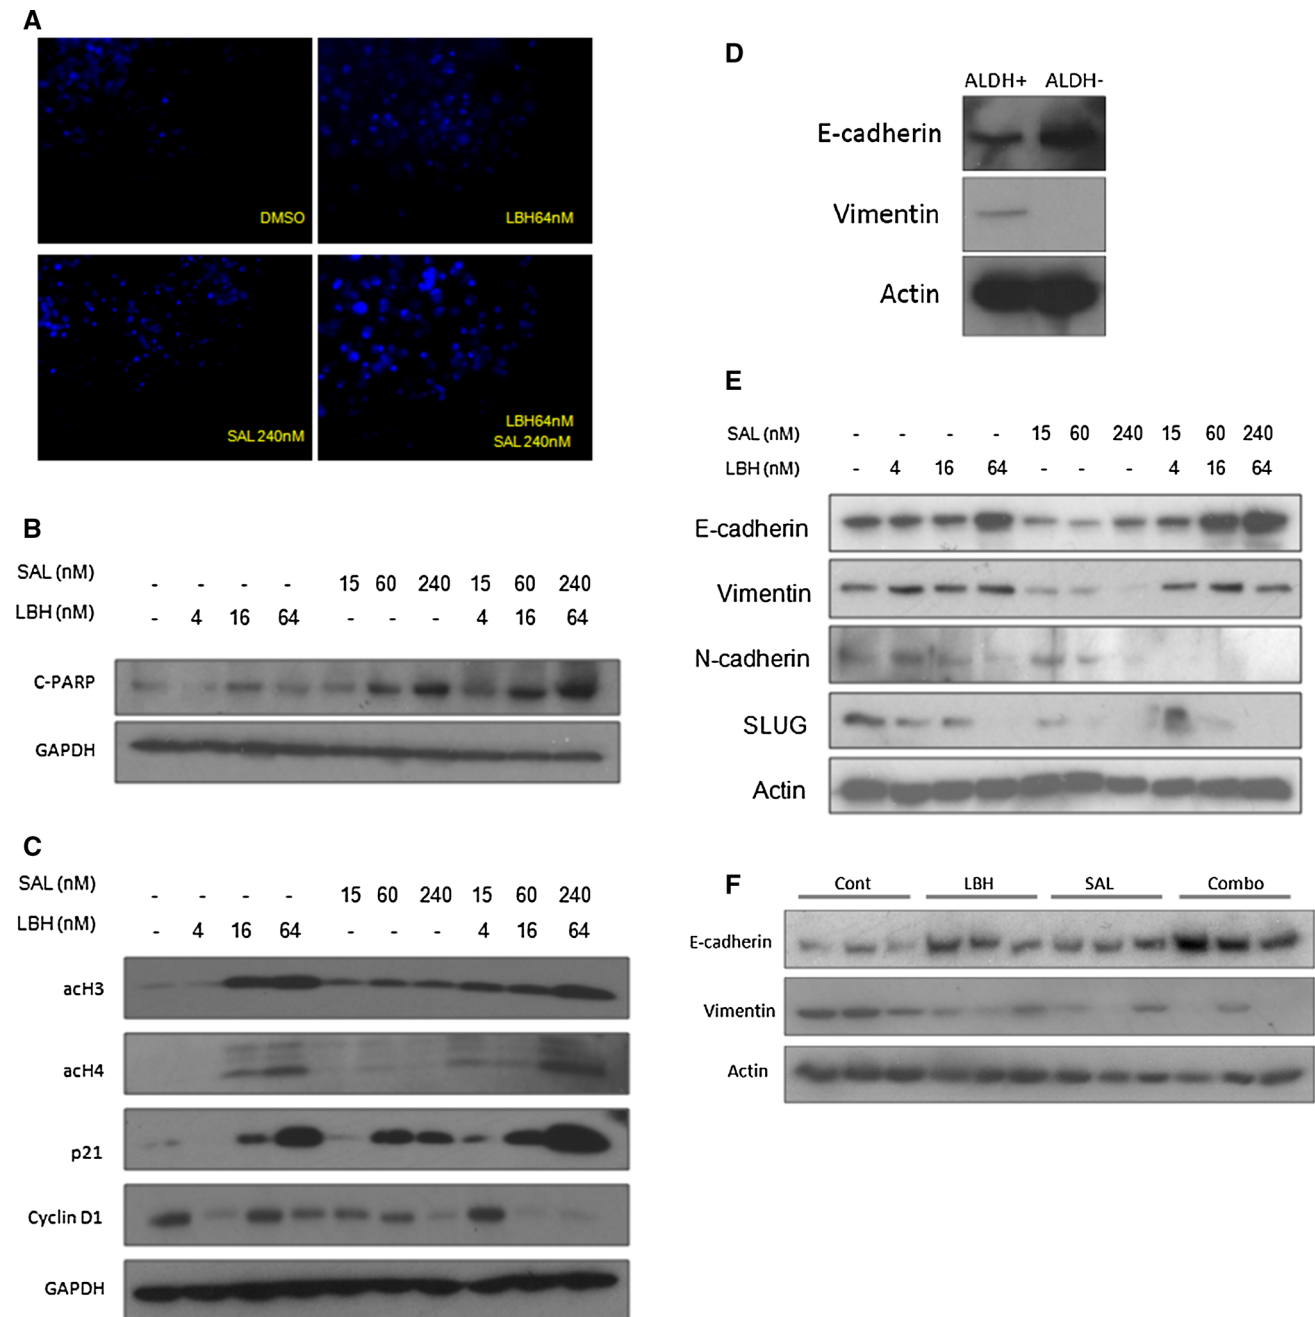 A
DMSO
LBH64nM
SAL 240nM
LBH64nM
SAL 240nM
B
SAL (nM) - - - - 15 60 240 15 60 240
LBH (nM) - 4 16 64 - - - 4 16 64
C-PARP
GAPDH
C
SAL (nM) - - - - 15 60 240 15 60 240
LBH (nM) - 4 16 64 - - - 4 16 64
acH3
acH4
p21
Cyclin D1
GAPDH
D
ALDH+ ALDH-
E-cadherin
Vimentin
Actin
E
SAL (nM) - - - - 15 60 240 15 60 240
LBH (nM) - 4 16 64 - - - 4 16 64
E-cadherin
Vimentin
N-cadherin
SLUG
Actin
F
Cont LBH SAL Combo
E-cadherin
Vimentin
Actin